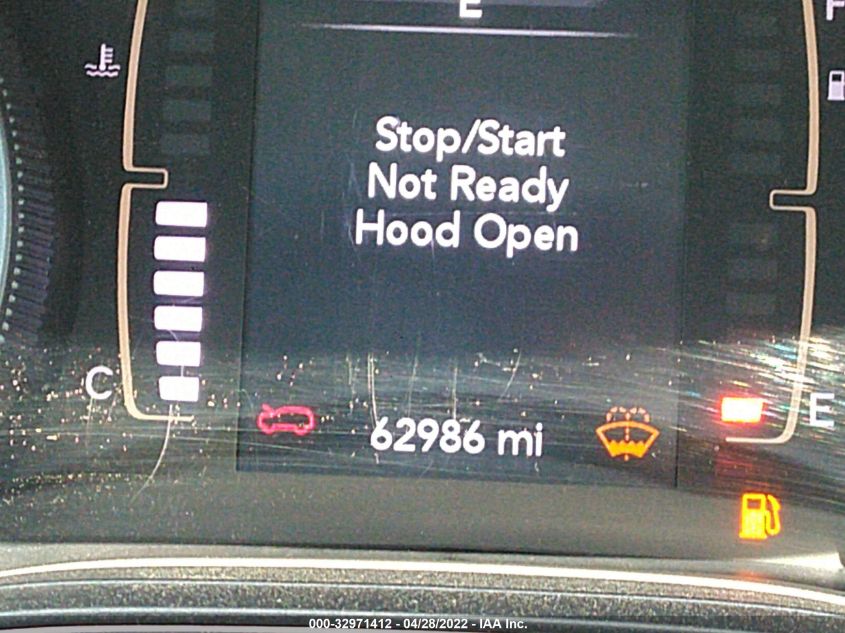 E
F
Stop/Start
Not Ready
Hood Open
C
E
62986 mi
000-32971412 - 04/28/2022 - IAA Inc.